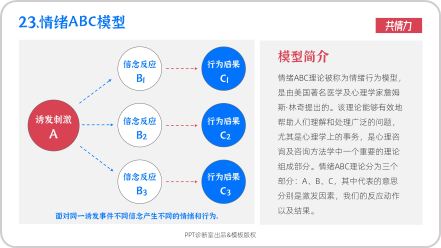 23.情绪ABC模型
共情力
诱发刺激
A
信念反应
B1
行为后果
C1
信念反应
B2
行为后果
C2
信念反应
B3
行为后果
C3
面对同一诱发事件不同信念产生不同的情绪和行为.
模型简介
情绪ABC理论被称为情绪行为模型,
是由美国著名医学及心理学家詹姆
斯·林奇提出的。该理论能够有效地
帮助人们理解和处理广泛的问题,
尤其是心理学上的事务，是心理咨
询及咨询方法学中一个重要的理论
组成部分。情绪ABC理论分为三个
部分：A、B、C，其中代表的意思
分别是激发因素，我们的反应动作
以及结果。
PPT诊断室出品&模板版权